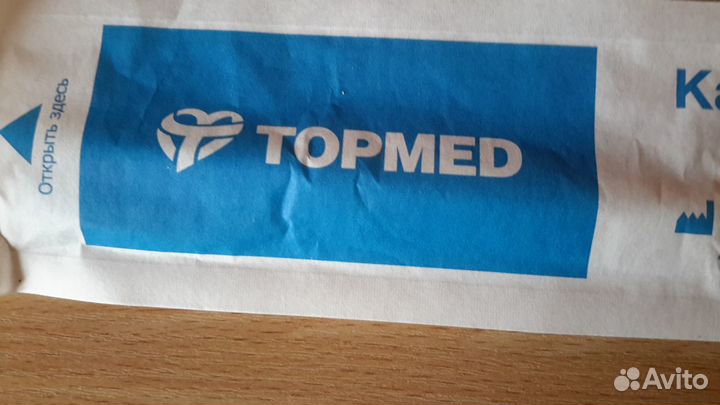 Открыть здесь
TOPMED
Ка
Avito